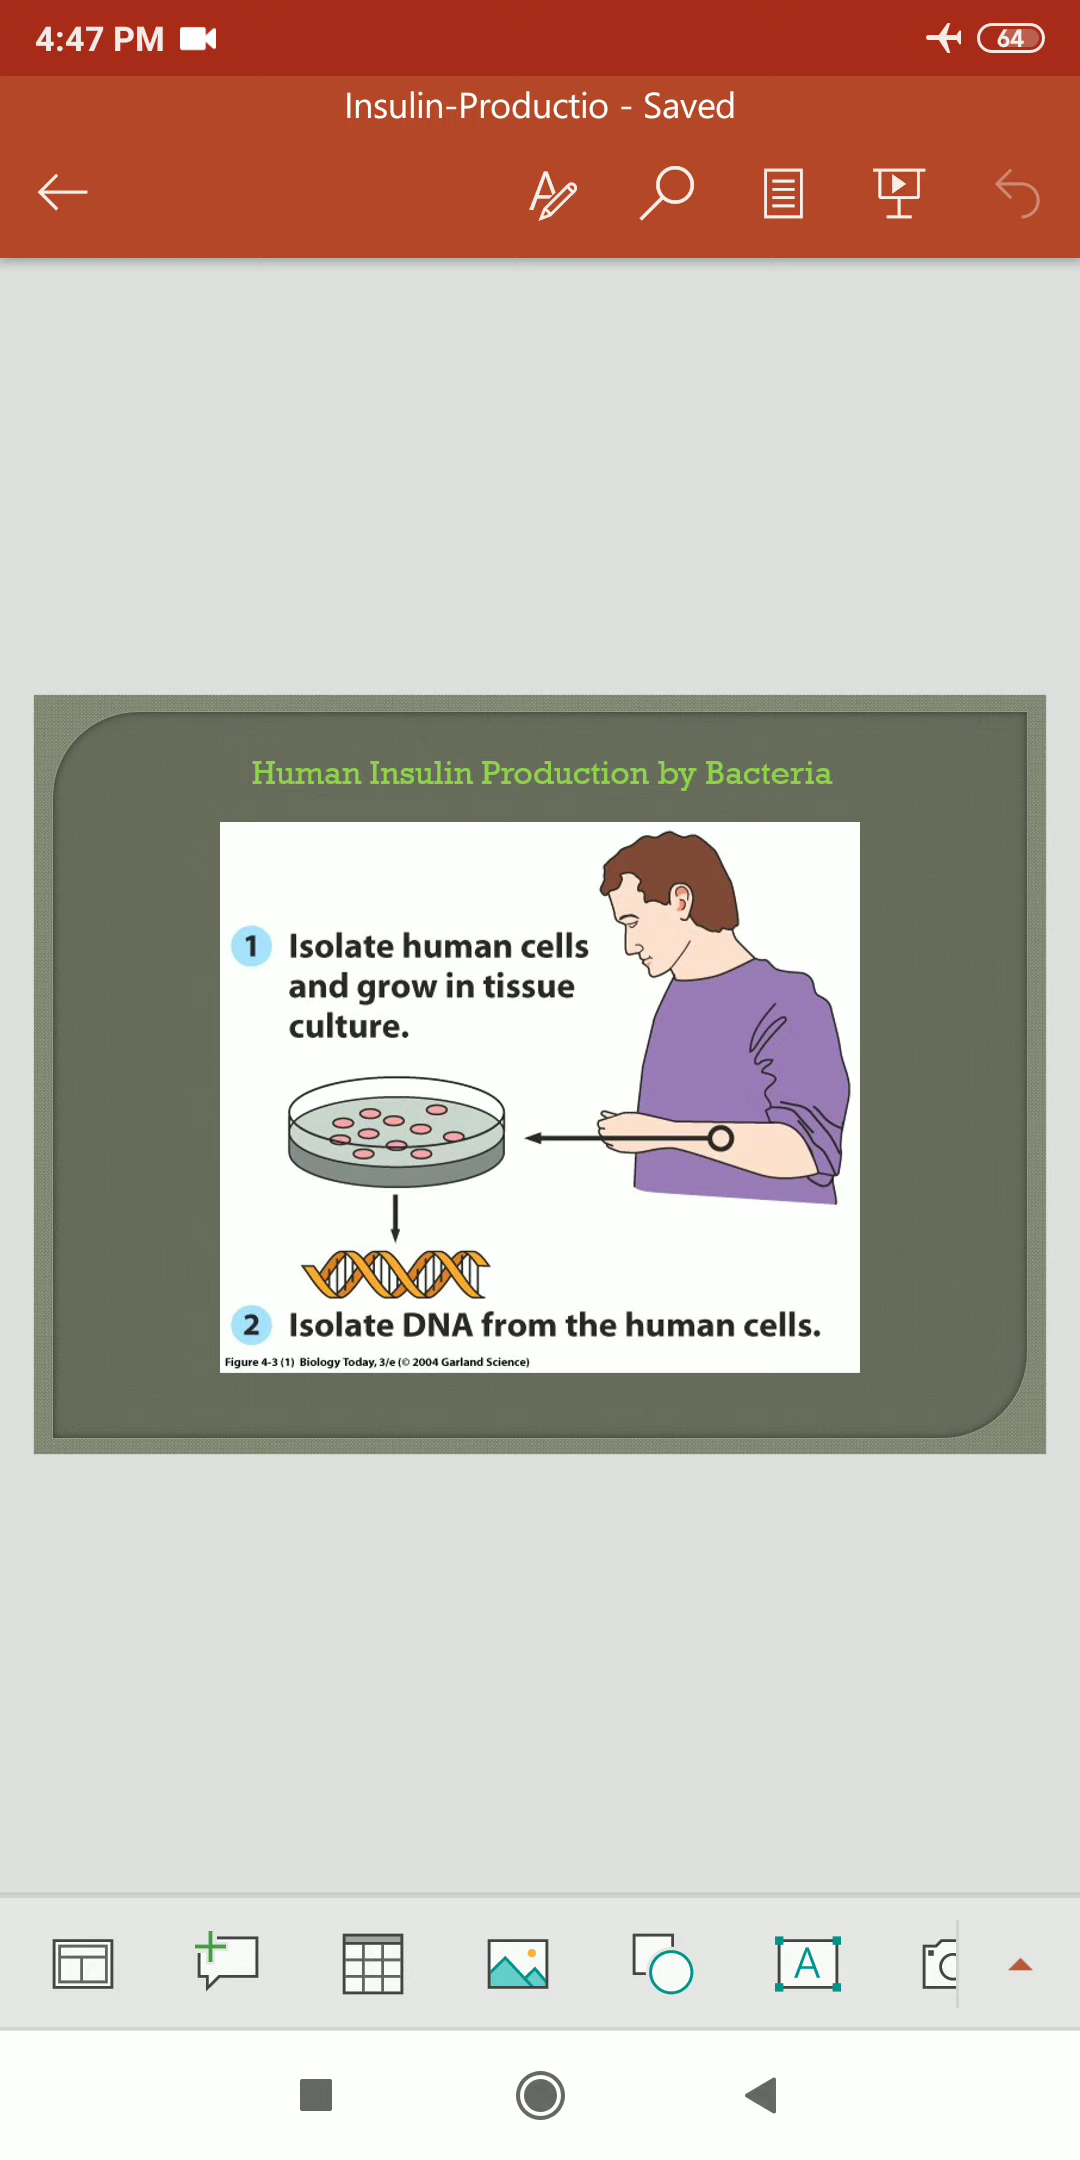 4:47 PM
64
Insulin-Productio - Saved
Human Insulin Production by Bacteria
1 Isolate human cells
and grow in tissue
culture.
2 Isolate DNA from the human cells.
Figure 4-3 (1) Biology Today, 3/e (© 2004 Garland Science)
A